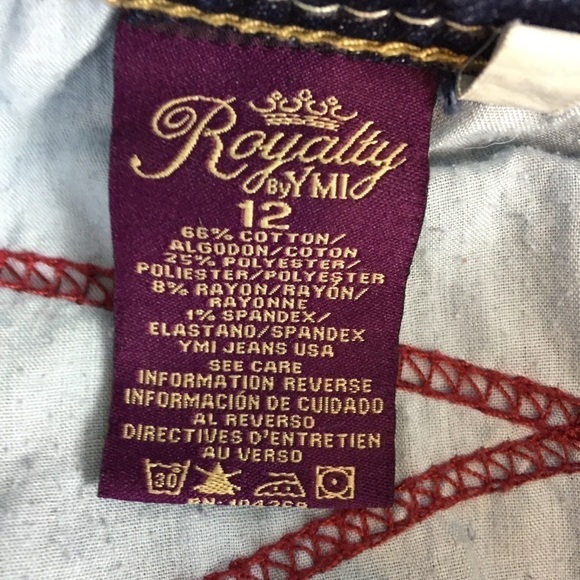 Royalty
By YMI
12
66% COTTON/
ALGODON/COTON
25% POLYESTER/
POLIESTER/POLYESTER
8% RAYON/RAYÓN/
RAYONNE
1% SPANDEX/
ELASTANO/SPANDEX
YMI JEANS USA
SEE CARE
INFORMATION REVERSE
INFORMACIÓN DE CUIDADO
AL REVERSO
DIRECTIVES D'ENTRETIEN
AU VERSO
30